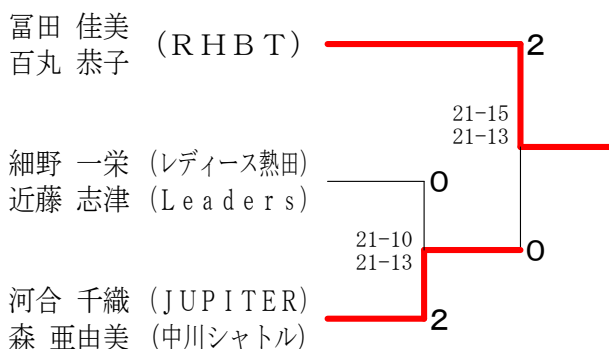 冨田 佳美
百丸 恭子
(ＲＨＢＴ)
2
21-15
21-13
細野 一栄 (レディース熱田)
近藤 志津 (Ｌｅａｄｅｒｓ)
0
21-10
21-13
0
河合 千織 (ＪＵＰＩＴＥＲ)
森 亜由美 (中川シャトル)
2